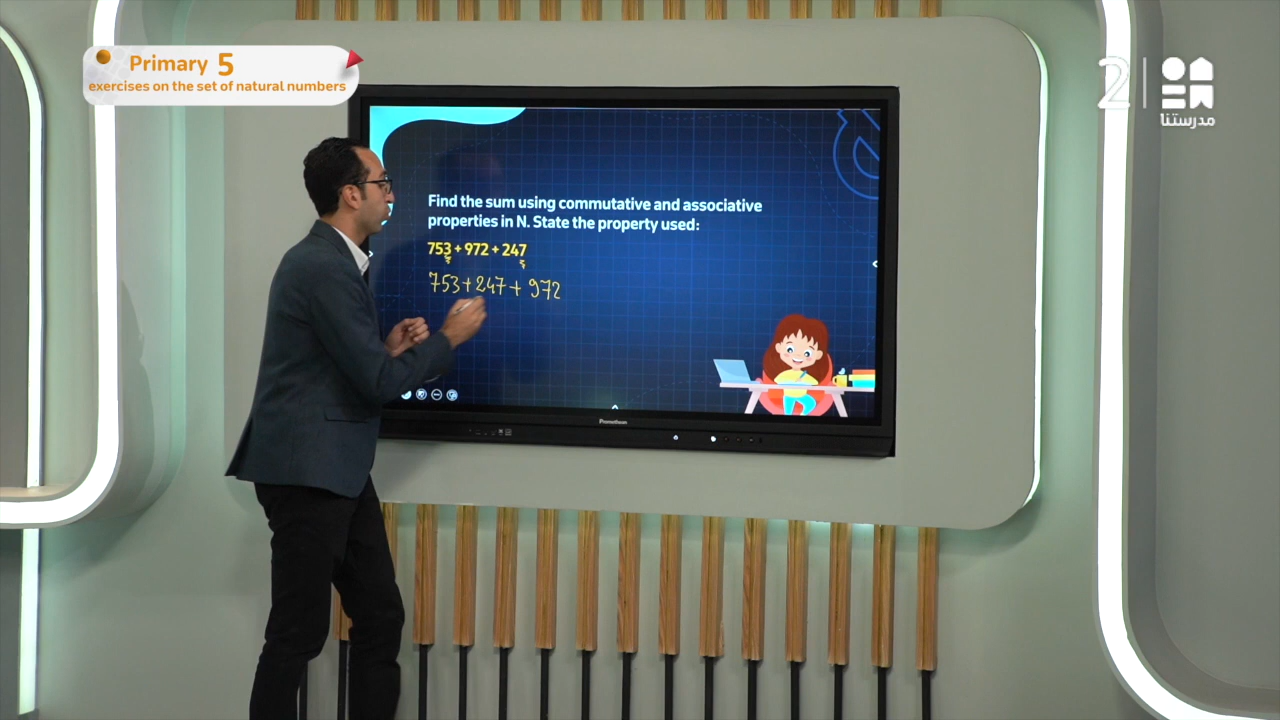 Primary 5
exercises on the set of natural numbers
2
مدرستنا
Find the sum using commutative and associative
properties in N. State the property used:
753 + 972 + 247
753 + 247 + 972
Promethean